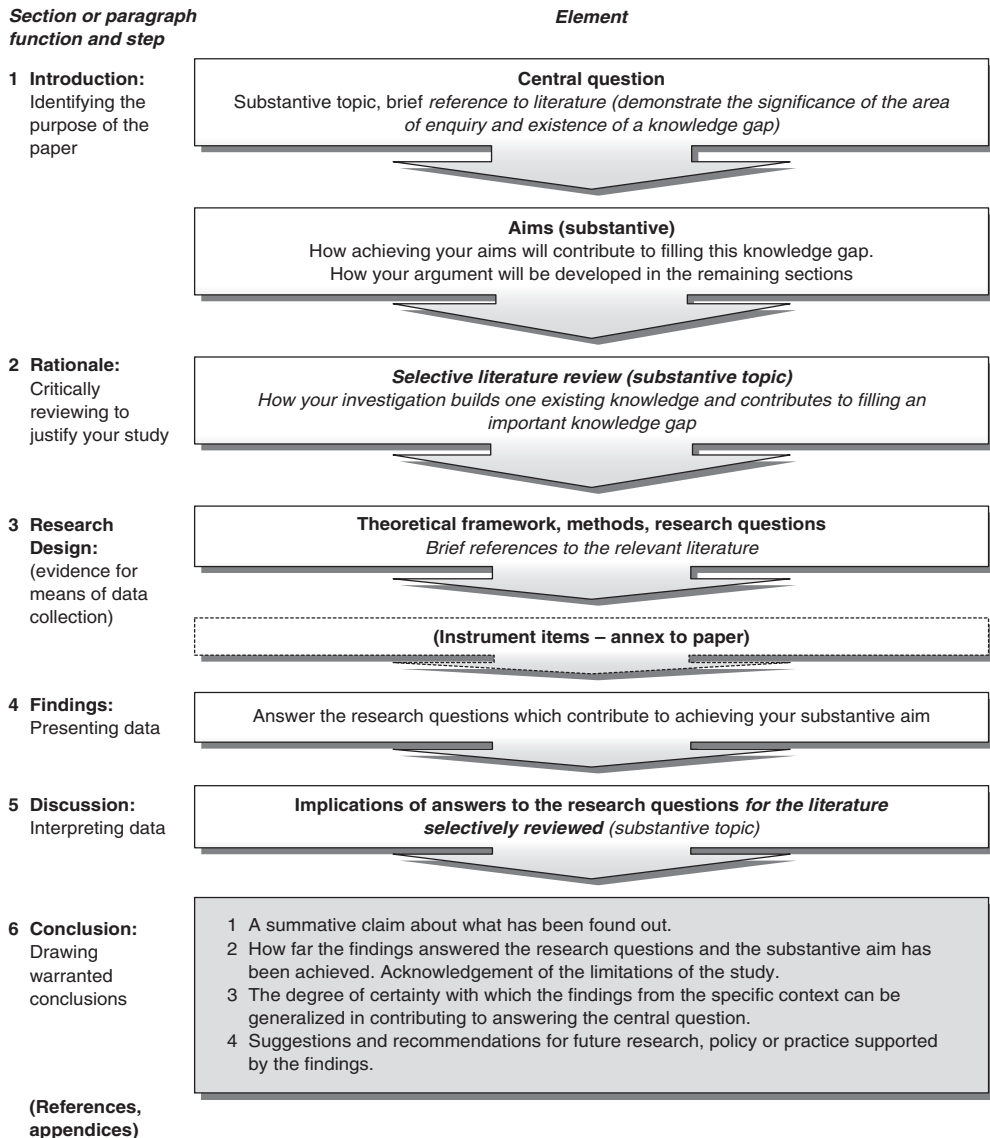 Section or paragraph
function and step
Element
1 Introduction:
Identifying the
purpose of the
paper
Central question
Substantive topic, brief reference to literature (demonstrate the significance of the area
of enquiry and existence of a knowledge gap)
Aims (substantive)
How achieving your aims will contribute to filling this knowledge gap.
How your argument will be developed in the remaining sections
2 Rationale:
Critically
reviewing to
justify your study
Selective literature review (substantive topic)
How your investigation builds one existing knowledge and contributes to filling an
important knowledge gap
3 Research
Design:
(evidence for
means of data
collection)
Theoretical framework, methods, research questions
Brief references to the relevant literature
(Instrument items – annex to paper)
4 Findings:
Presenting data
Answer the research questions which contribute to achieving your substantive aim
5 Discussion:
Interpreting data
Implications of answers to the research questions for the literature
selectively reviewed (substantive topic)
6 Conclusion:
Drawing
warranted
conclusions
1 A summative claim about what has been found out.
2 How far the findings answered the research questions and the substantive aim has
been achieved. Acknowledgement of the limitations of the study.
3 The degree of certainty with which the findings from the specific context can be
generalized in contributing to answering the central question.
4 Suggestions and recommendations for future research, policy or practice supported
by the findings.
(References,
appendices)